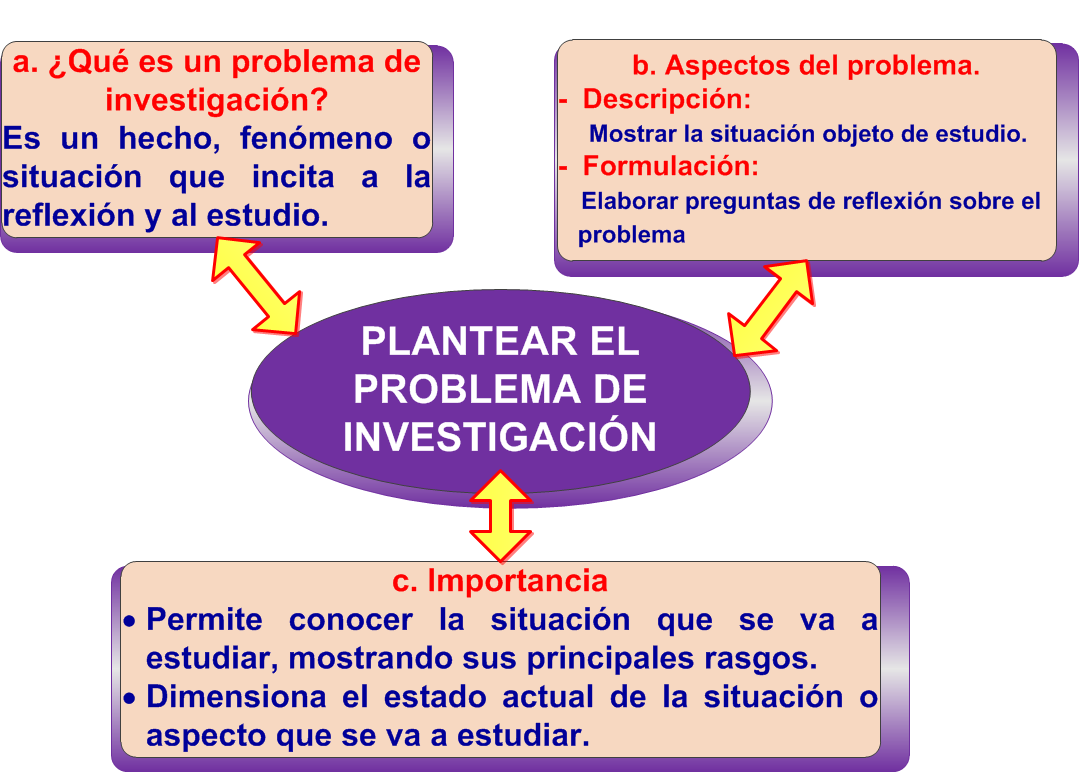 a. ¿Qué es un problema de
investigación?
Es un hecho, fenómeno o
situación que incita a la
reflexión y al estudio.
b. Aspectos del problema.
- Descripción:
Mostrar la situación objeto de estudio.
- Formulación:
Elaborar preguntas de reflexión sobre el
problema
PLANTEAR EL
PROBLEMA DE
INVESTIGACIÓN
c. Importancia
• Permite conocer la situación que se va a
estudiar, mostrando sus principales rasgos.
• Dimensiona el estado actual de la situación o
aspecto que se va a estudiar.